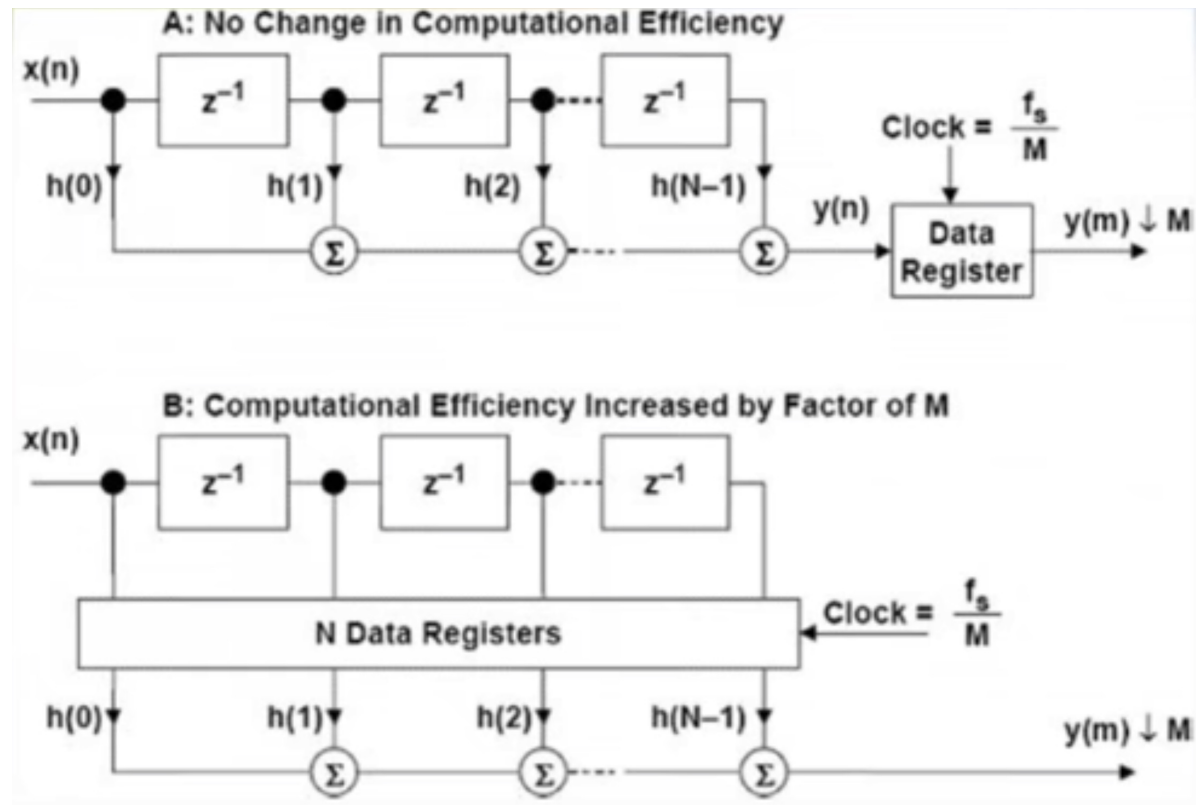 A: No Change in Computational Efficiency
x(n)
z⁻¹ z⁻¹ z⁻¹
Clock = fₛ/M
h(0) h(1) h(2) h(N–1)
y(n)
Data
Register
y(m) ↓ M
Σ Σ Σ
B: Computational Efficiency Increased by Factor of M
x(n)
z⁻¹ z⁻¹ z⁻¹
N Data Registers
Clock = fₛ/M
h(0) h(1) h(2) h(N–1)
y(m) ↓ M
Σ Σ Σ